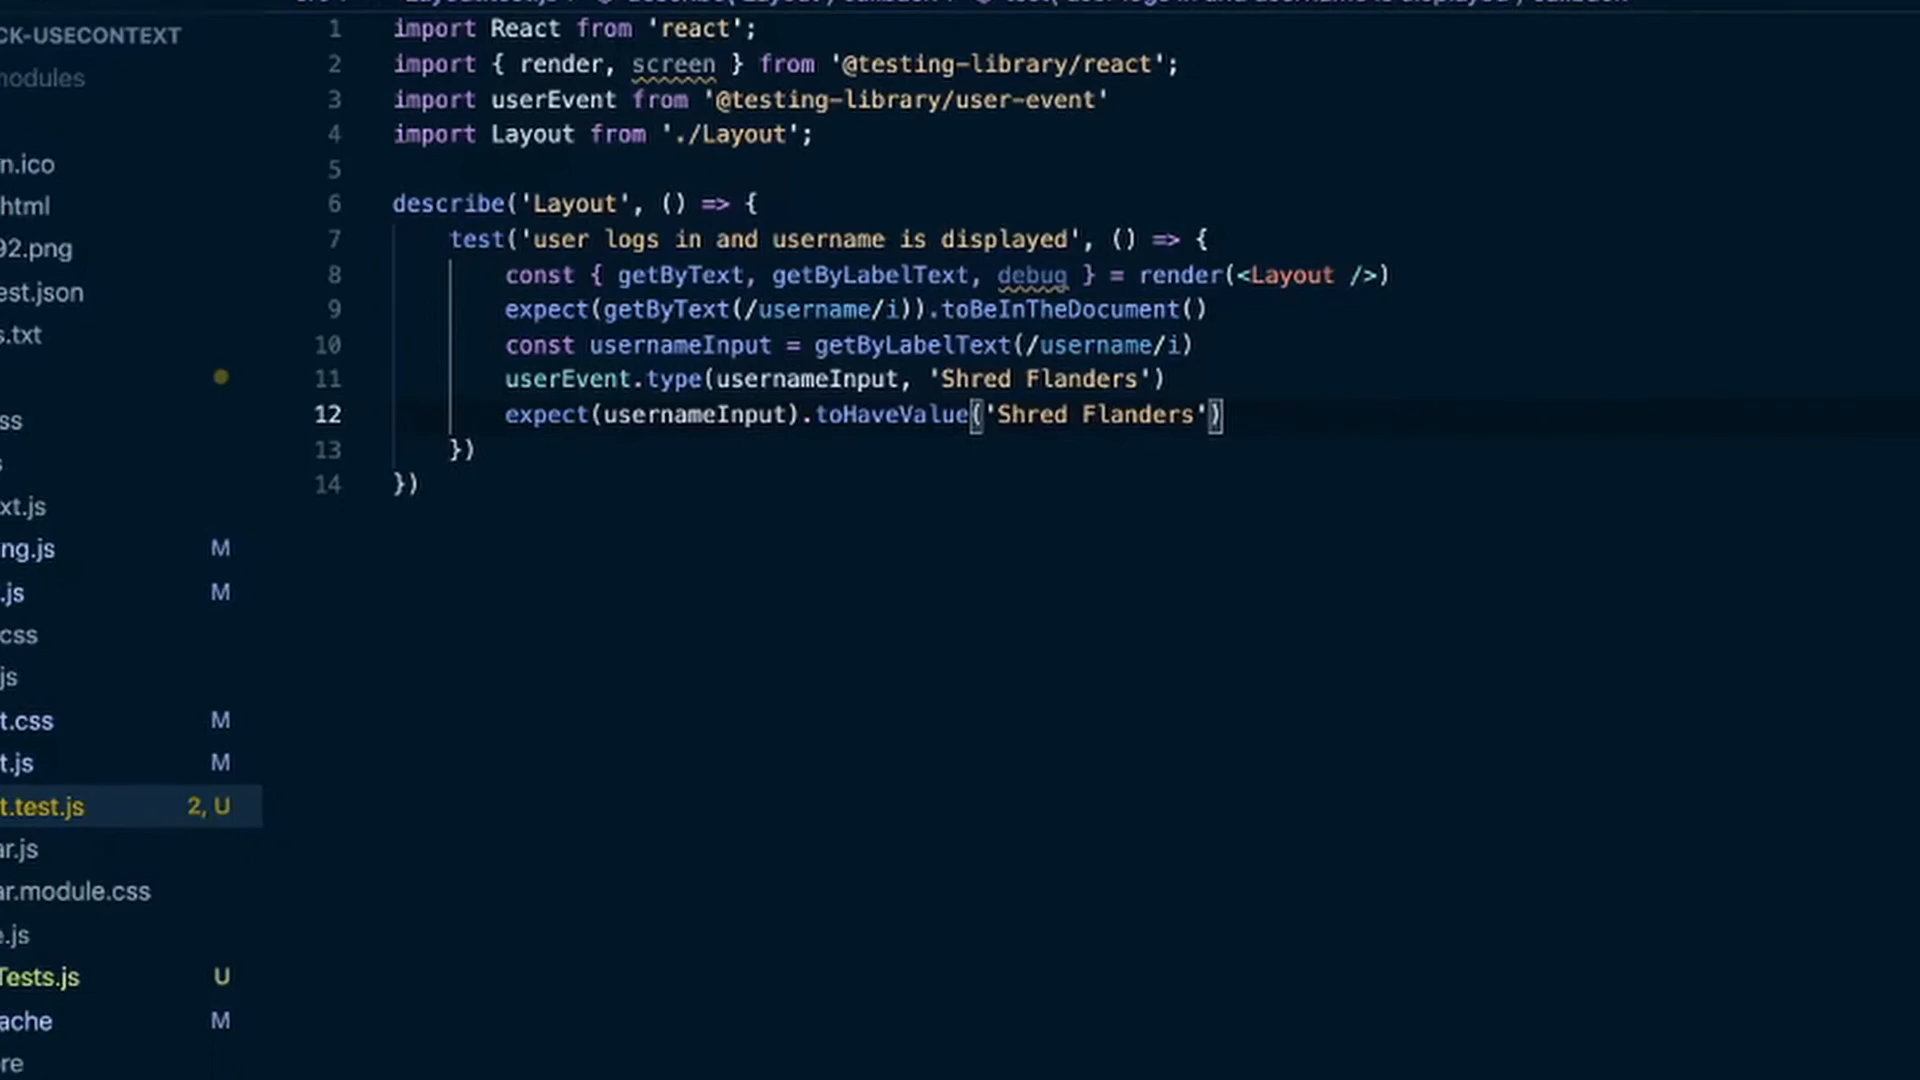 CK-USECONTEXT
modules
n.ico
html
92.png
est.json
s.txt
ss
s
xt.js
ng.js M
.js M
css
js
t.css M
t.js M
t.test.js 2, U
ar.js
ar.module.css
e.js
Tests.js U
ache M
re
1 import React from 'react';
2 import { render, screen } from '@testing-library/react';
3 import userEvent from '@testing-library/user-event'
4 import Layout from './Layout';
5
6 describe('Layout', () => {
7 test('user logs in and username is displayed', () => {
8 const { getByText, getByLabelText, debug } = render(<Layout />)
9 expect(getByText(/username/i)).toBeInTheDocument()
10 const usernameInput = getByLabelText(/username/i)
11 userEvent.type(usernameInput, 'Shred Flanders')
12 expect(usernameInput).toHaveValue('Shred Flanders')
13 })
14 })